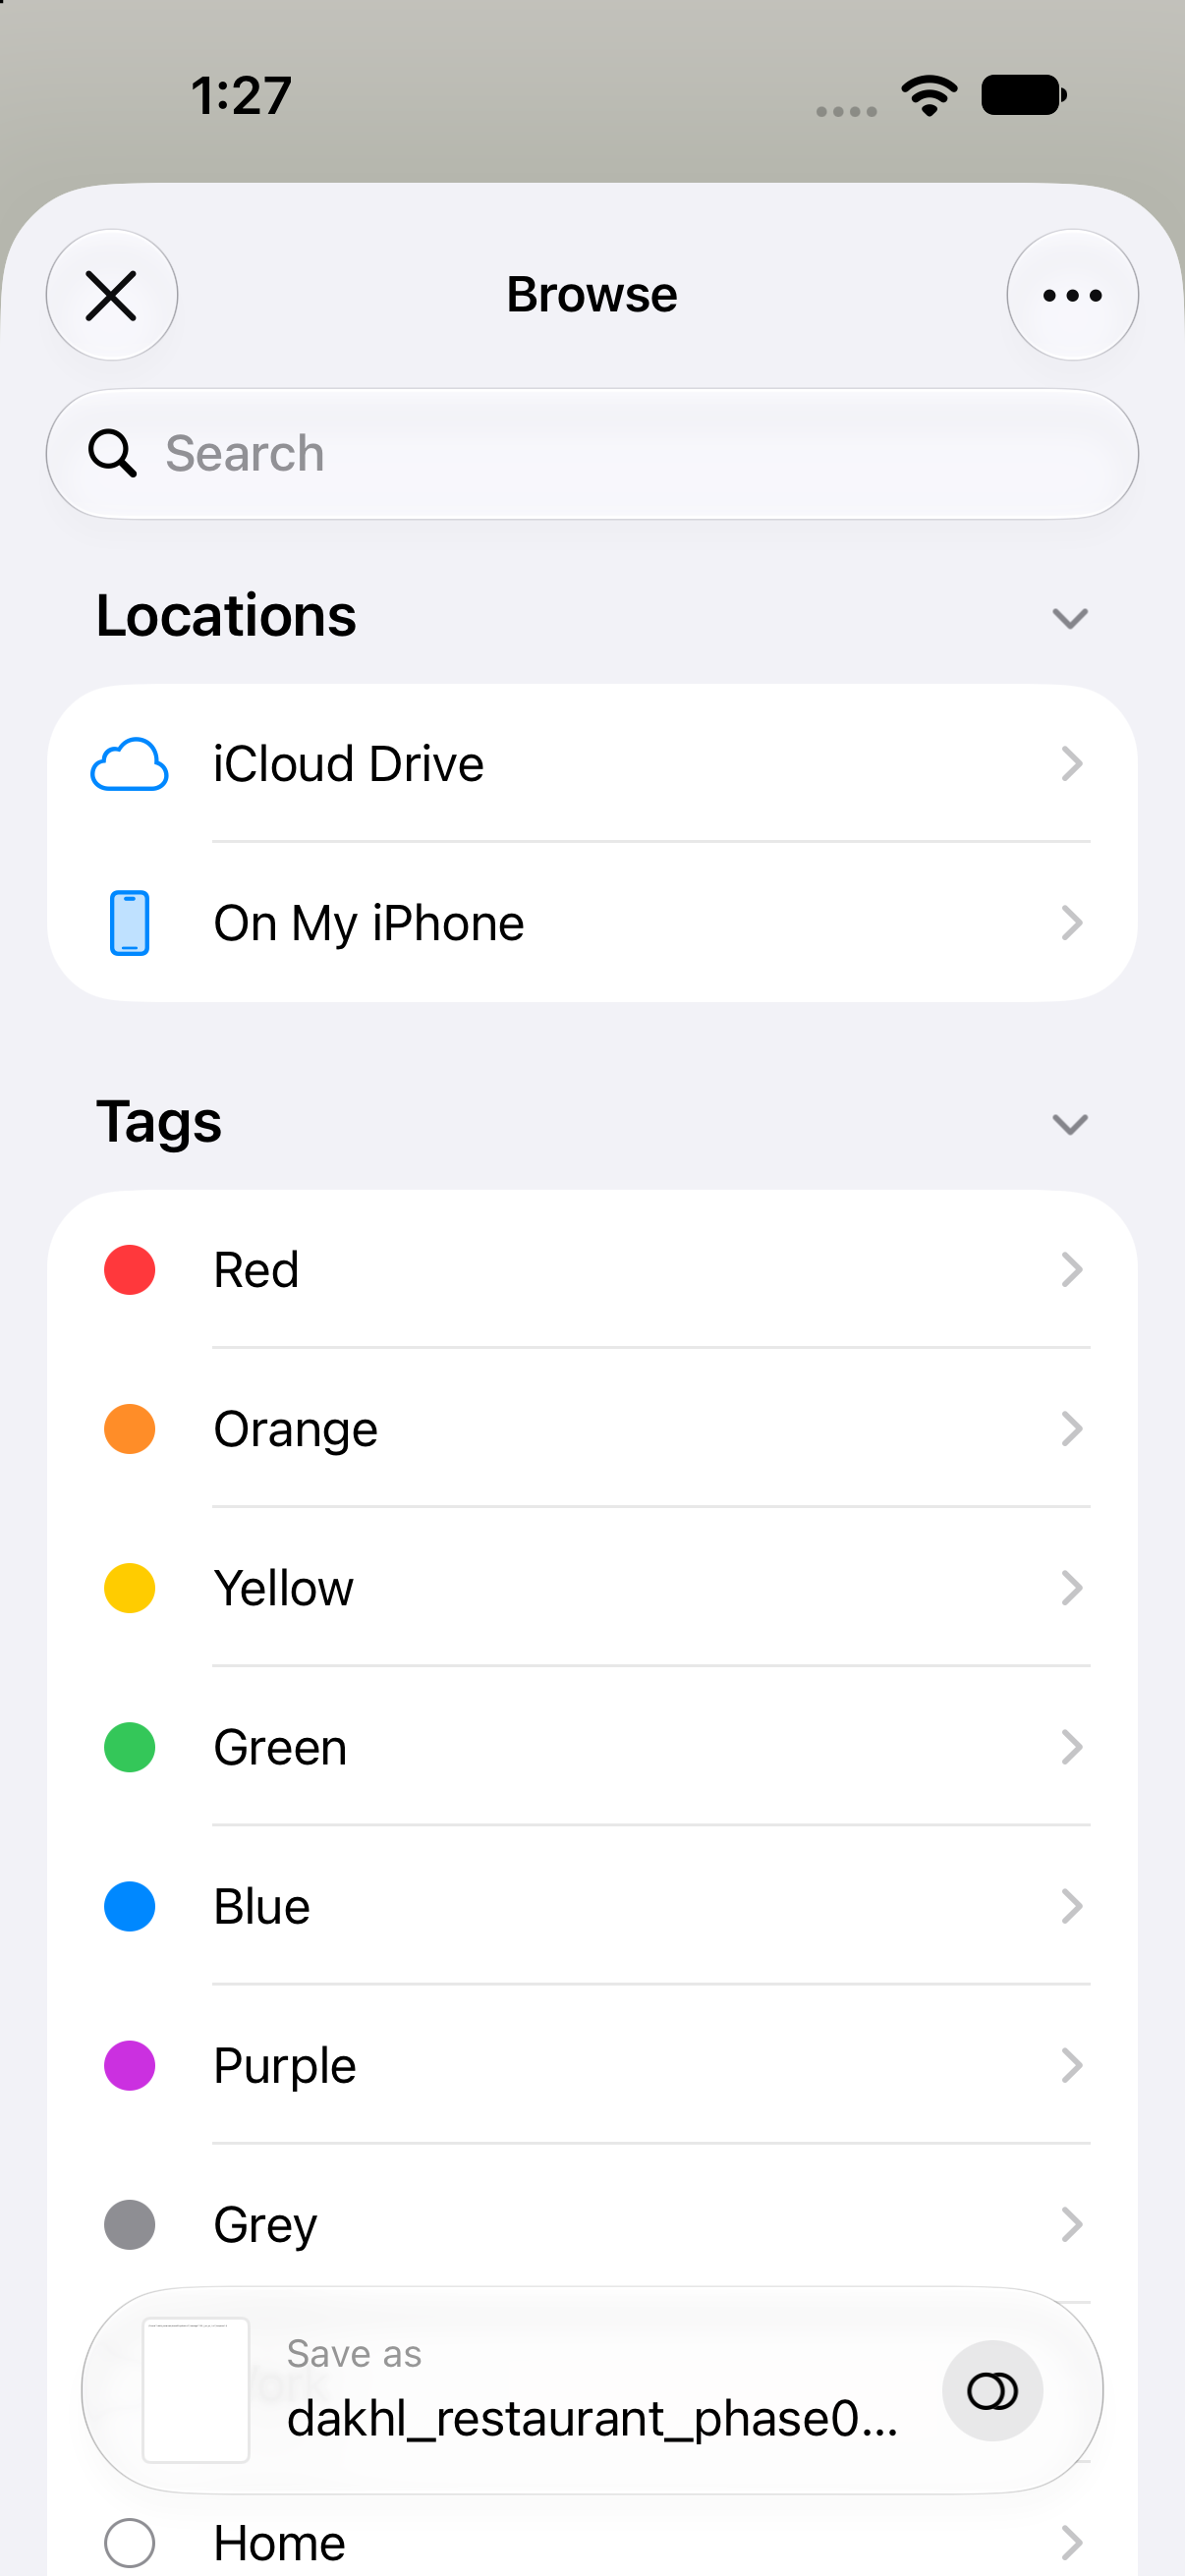 1:27
Browse
Search
Locations
iCloud Drive
On My iPhone
Tags
Red
Orange
Yellow
Green
Blue
Purple
Grey
Save as
dakhl_restaurant_phase0...
Home